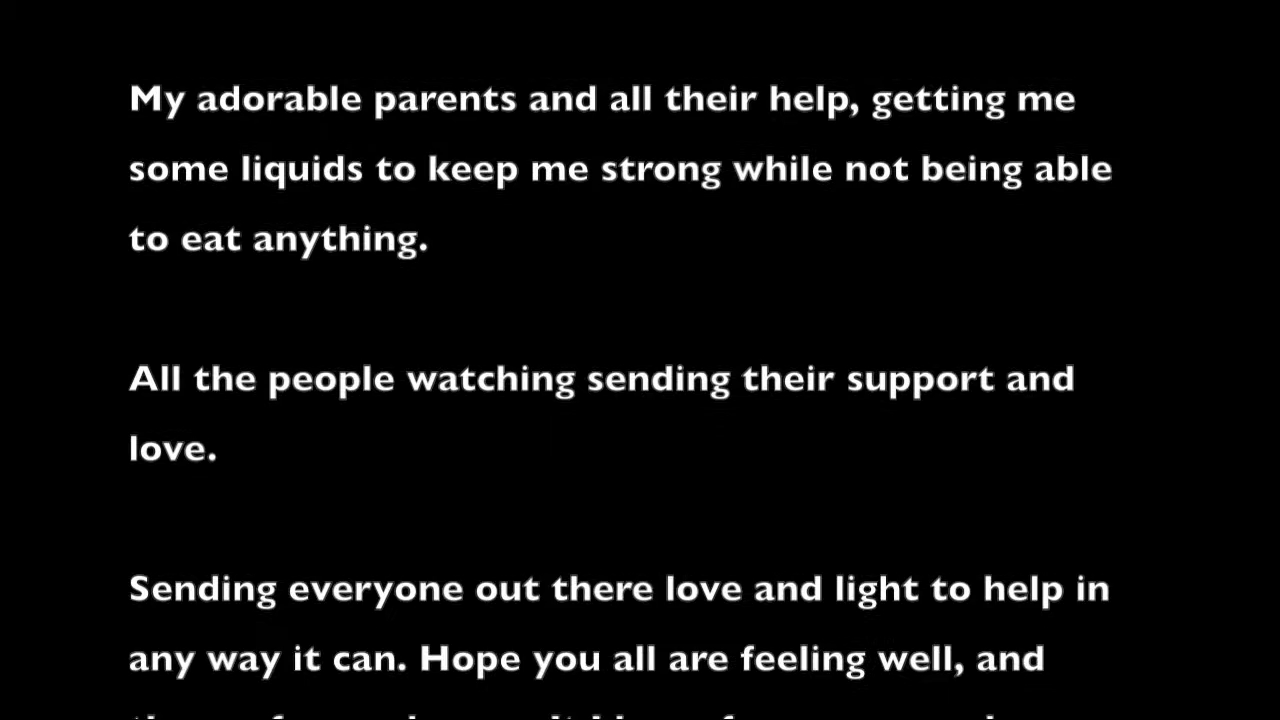 My adorable parents and all their help, getting me
some liquids to keep me strong while not being able
to eat anything.
All the people watching sending their support and
love.
Sending everyone out there love and light to help in
any way it can. Hope you all are feeling well, and